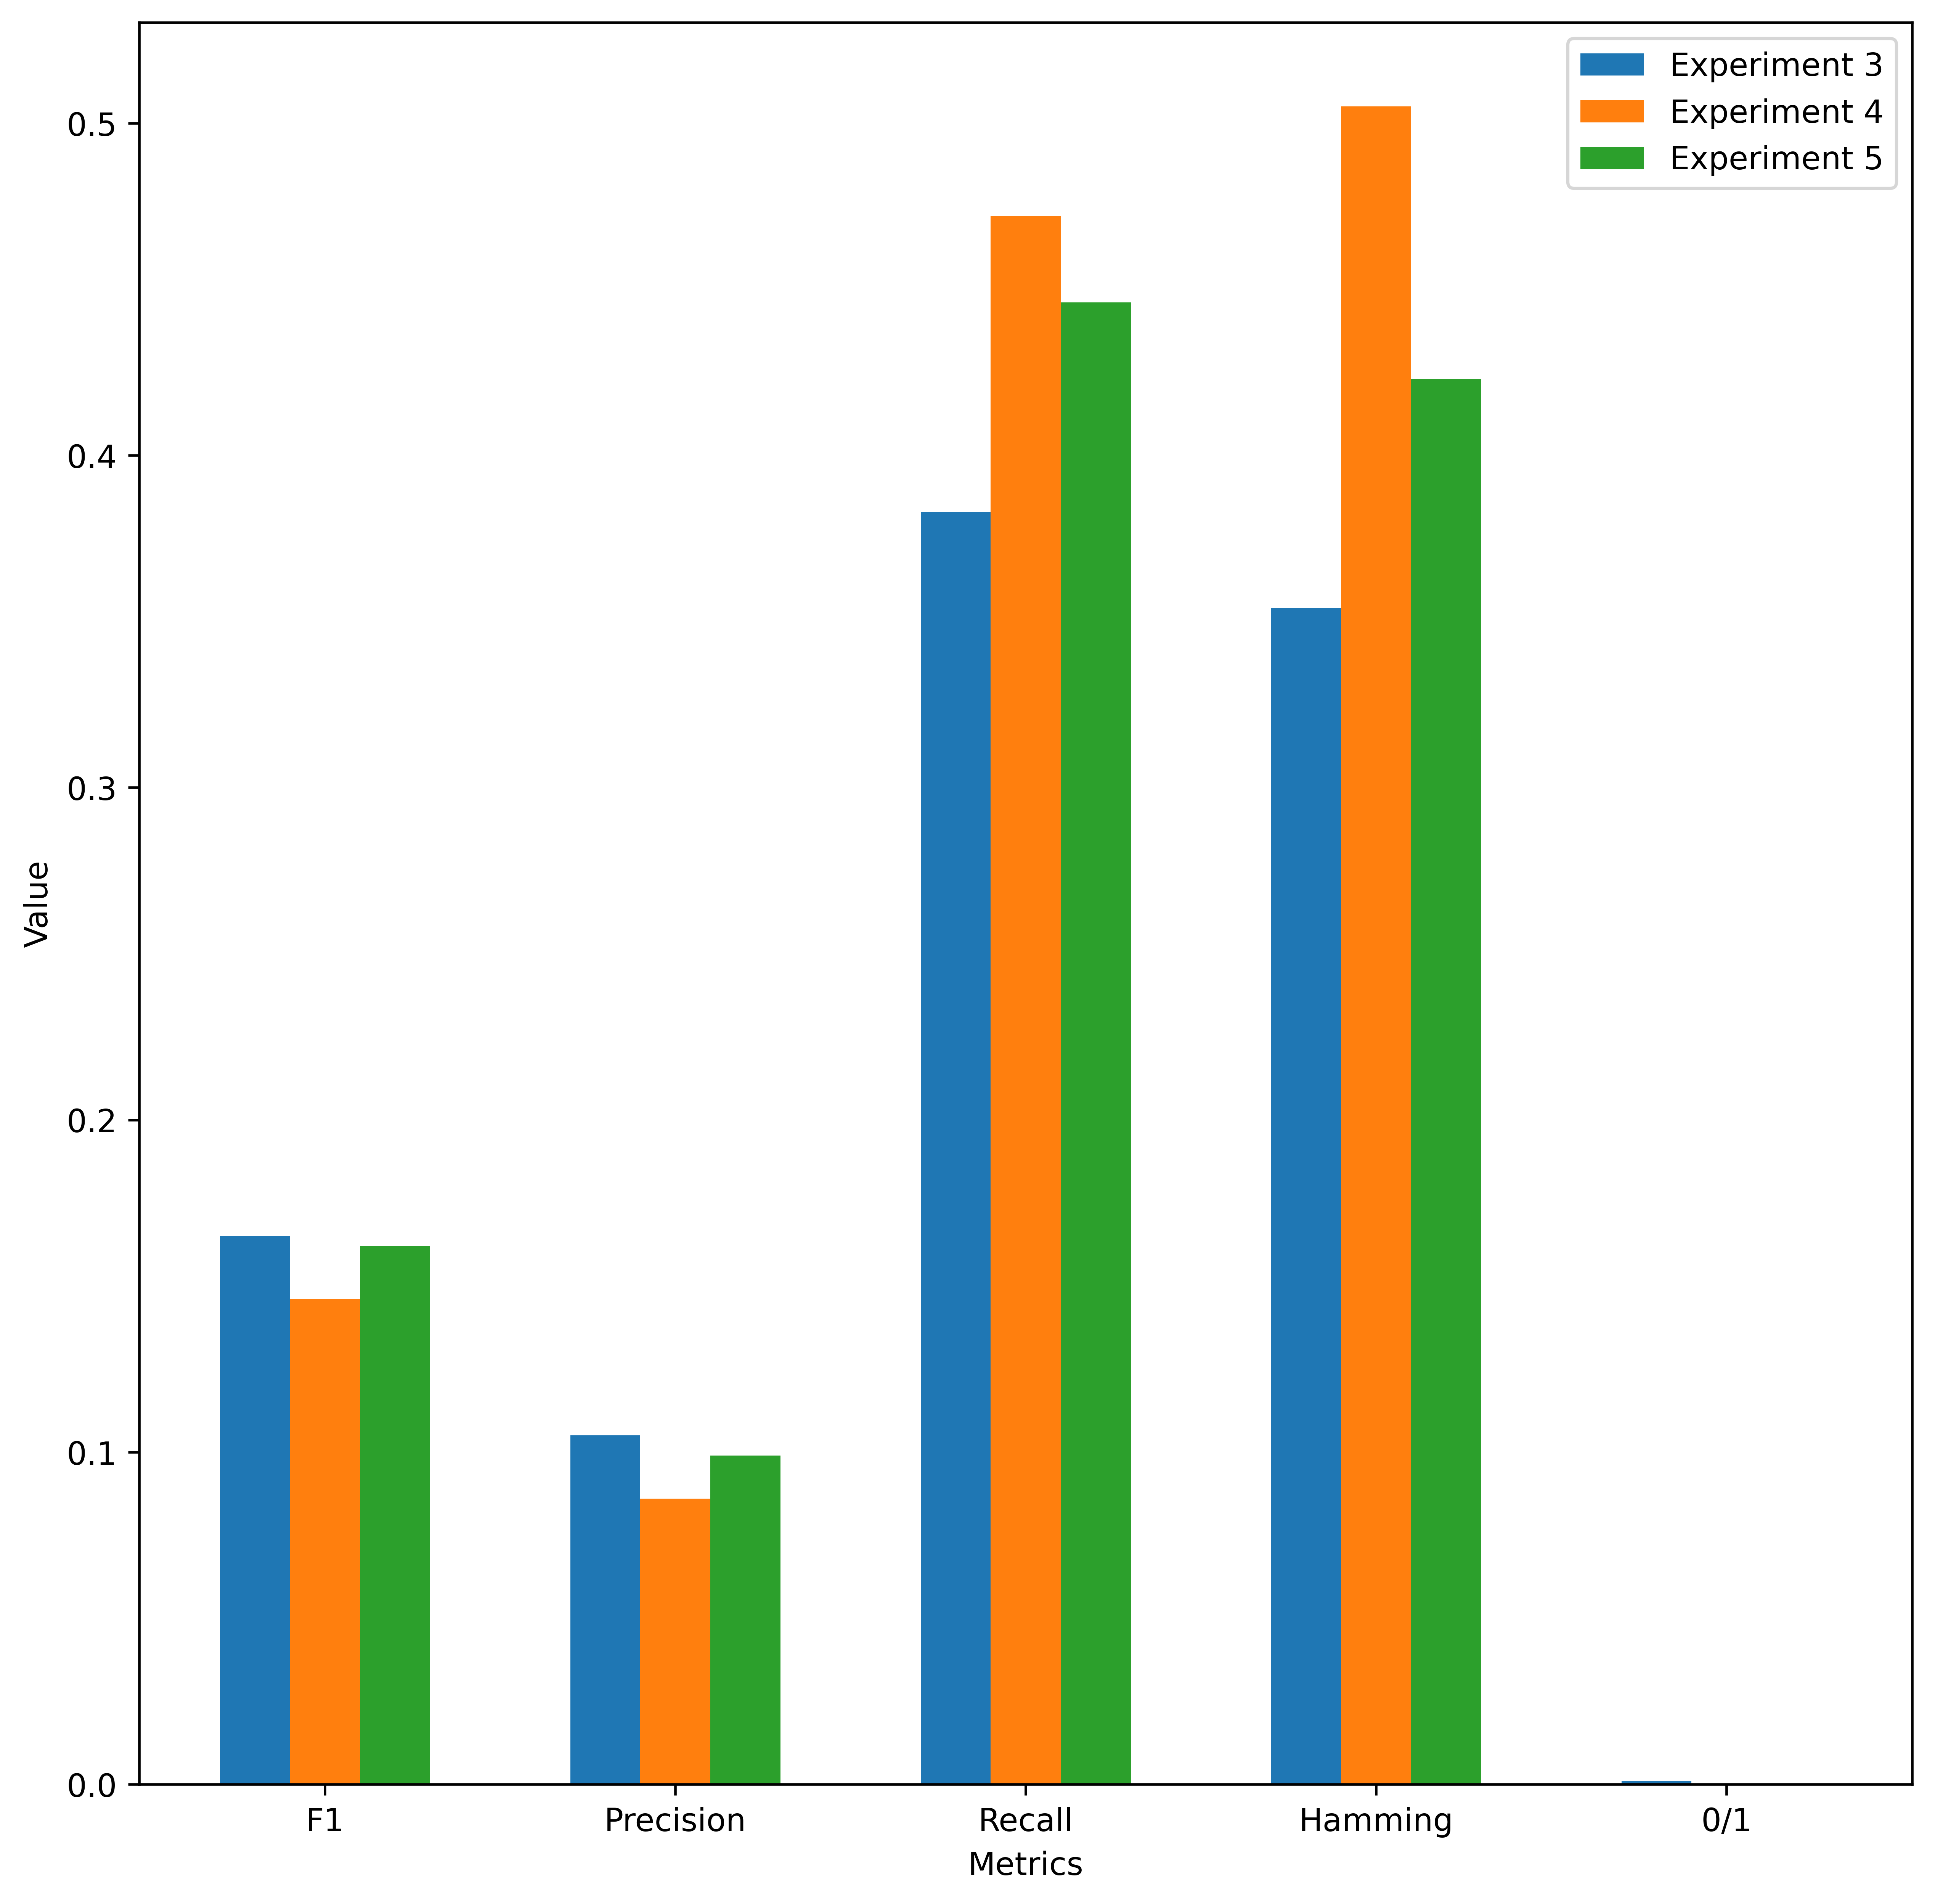 Experiment 3
Experiment 4
Experiment 5
0.5
0.4
0.3
0.2
0.1
0.0
Value
F1 Precision Recall Hamming 0/1
Metrics